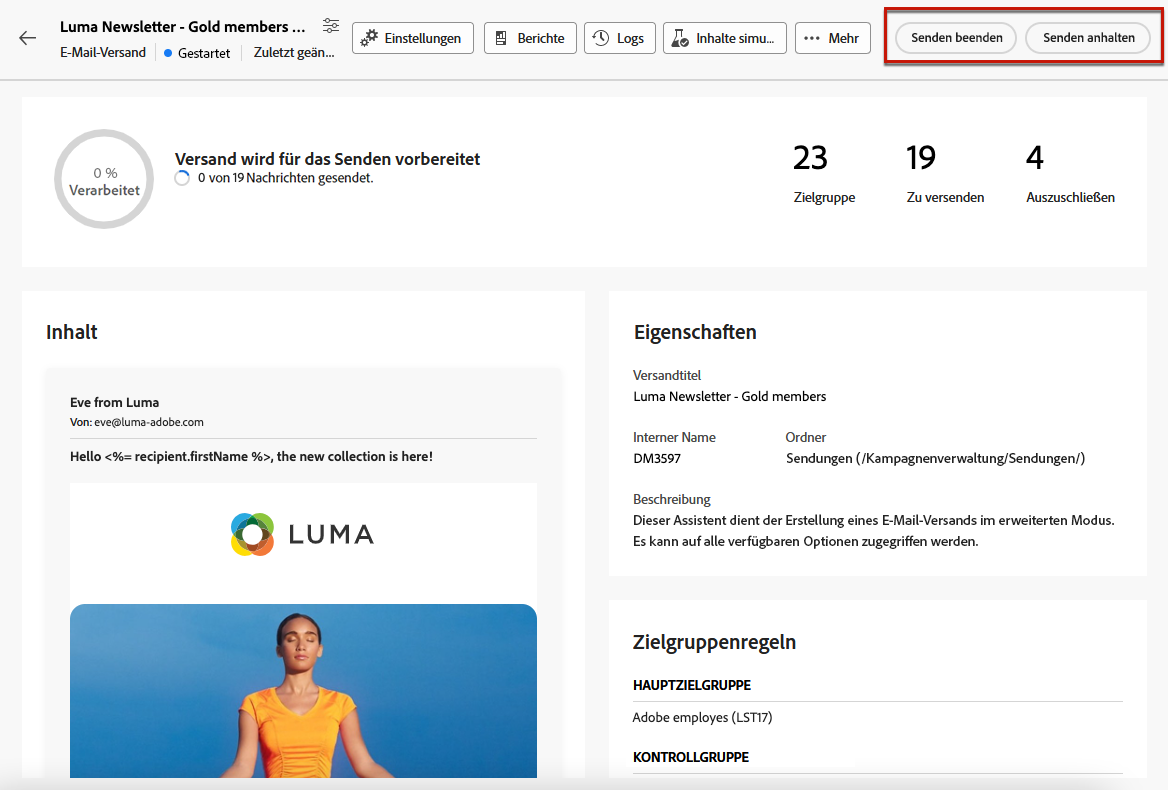 Luma Newsletter - Gold members ...
E-Mail-Versand
Gestartet
Zuletzt geän...
Einstellungen
Berichte
Logs
Inhalte simu...
Mehr
Senden beenden
Senden anhalten
0 %
Verarbeitet
Versand wird für das Senden vorbereitet
0 von 19 Nachrichten gesendet.
23
Zielgruppe
19
Zu versenden
4
Auszuschließen
Inhalt
Eve from Luma
Von: eve@luma-adobe.com
Hello <%= recipient.firstName %>, the new collection is here!
LUMA
Eigenschaften
Versandtitel
Luma Newsletter - Gold members
Interner Name
DM3597
Ordner
Sendungen (/Kampagnenverwaltung/Sendungen/)
Beschreibung
Dieser Assistent dient der Erstellung eines E-Mail-Versands im erweiterten Modus.
Es kann auf alle verfügbaren Optionen zugegriffen werden.
Zielgruppenregeln
HAUPTZIELGRUPPE
Adobe employes (LST17)
KONTROLLGRUPPE